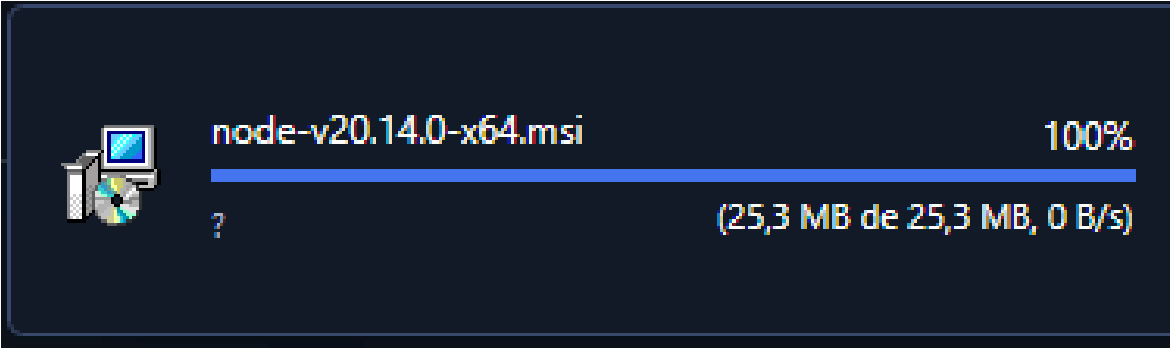 node-v20.14.0-x64.msi
100%
?
(25,3 MB de 25,3 MB, 0 B/s)